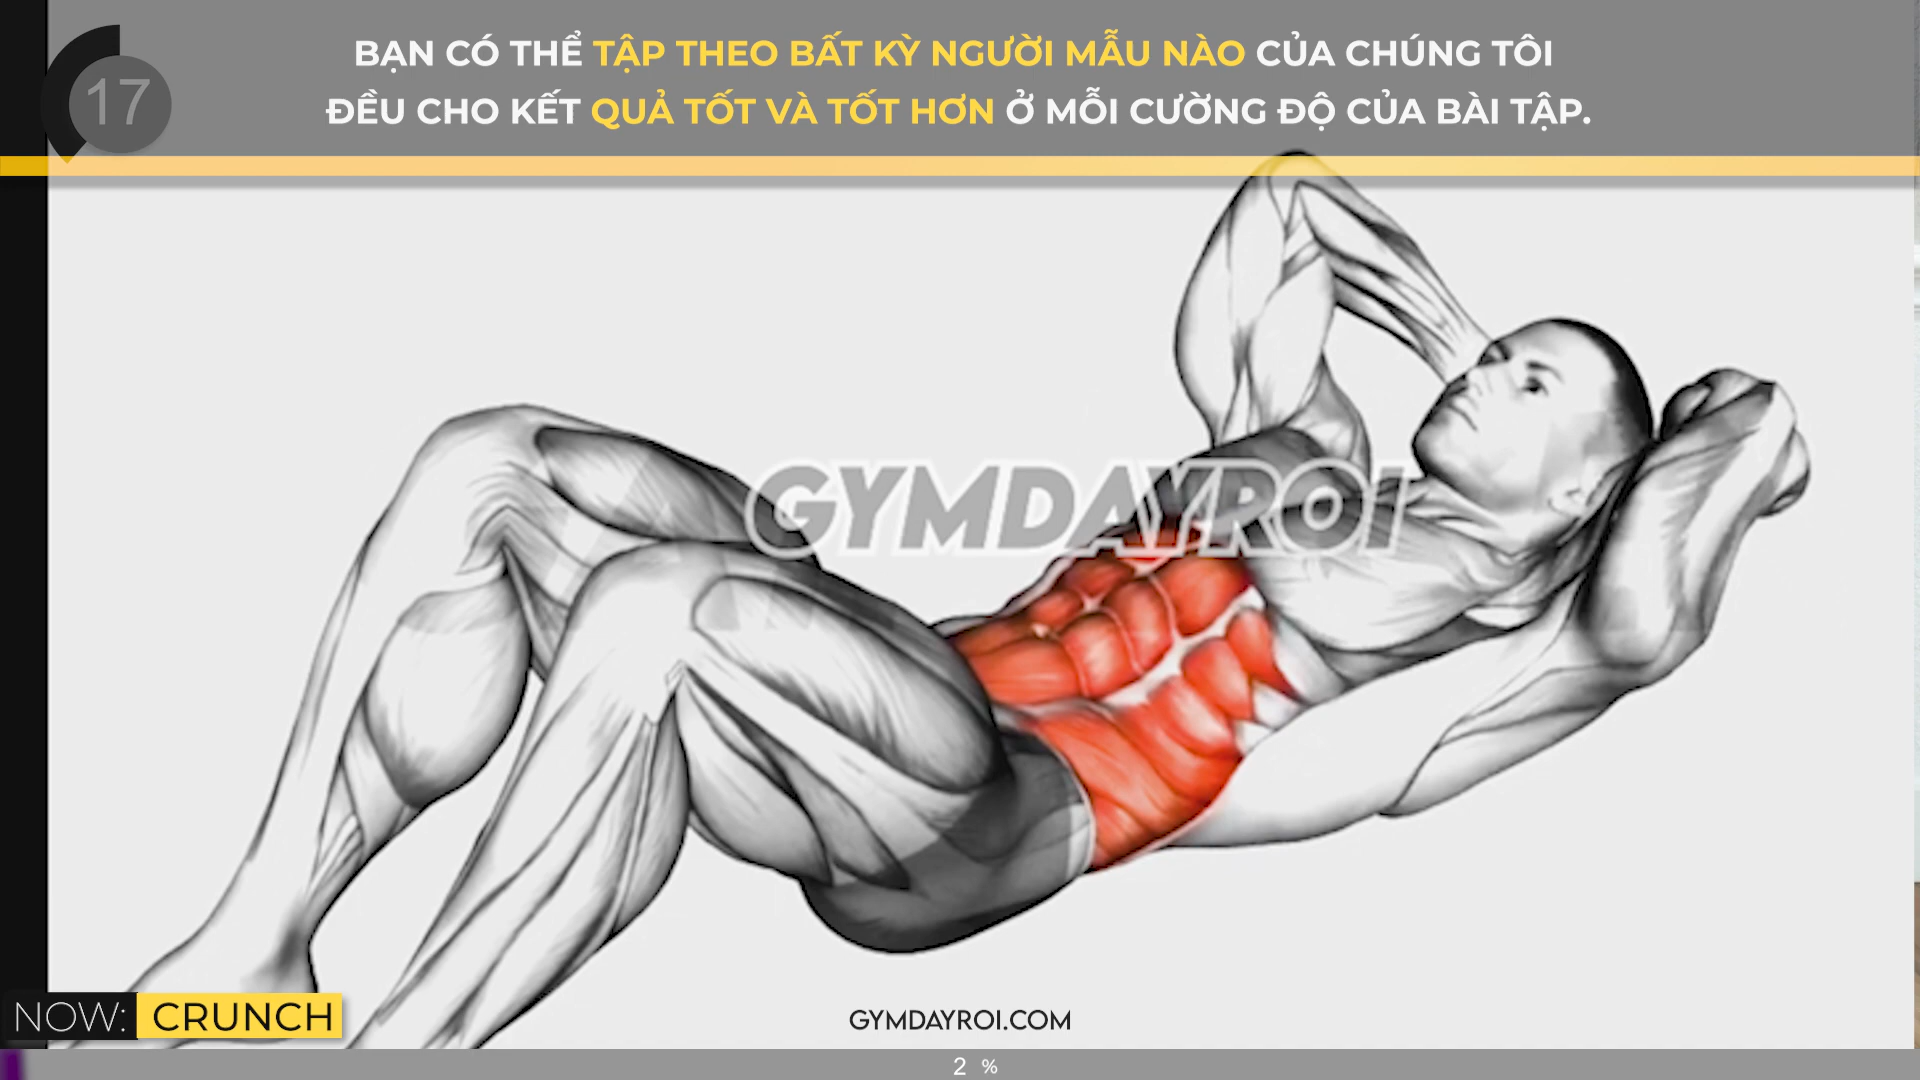 BẠN CÓ THỂ TẬP THEO BẤT KỲ NGƯỜI MẪU NÀO CỦA CHÚNG TÔI
ĐỀU CHO KẾT QUẢ TỐT VÀ TỐT HƠN Ở MỖI CƯỜNG ĐỘ CỦA BÀI TẬP.
17
GYMDAYROI
NOW: CRUNCH
GYMDAYROI.COM
2 %